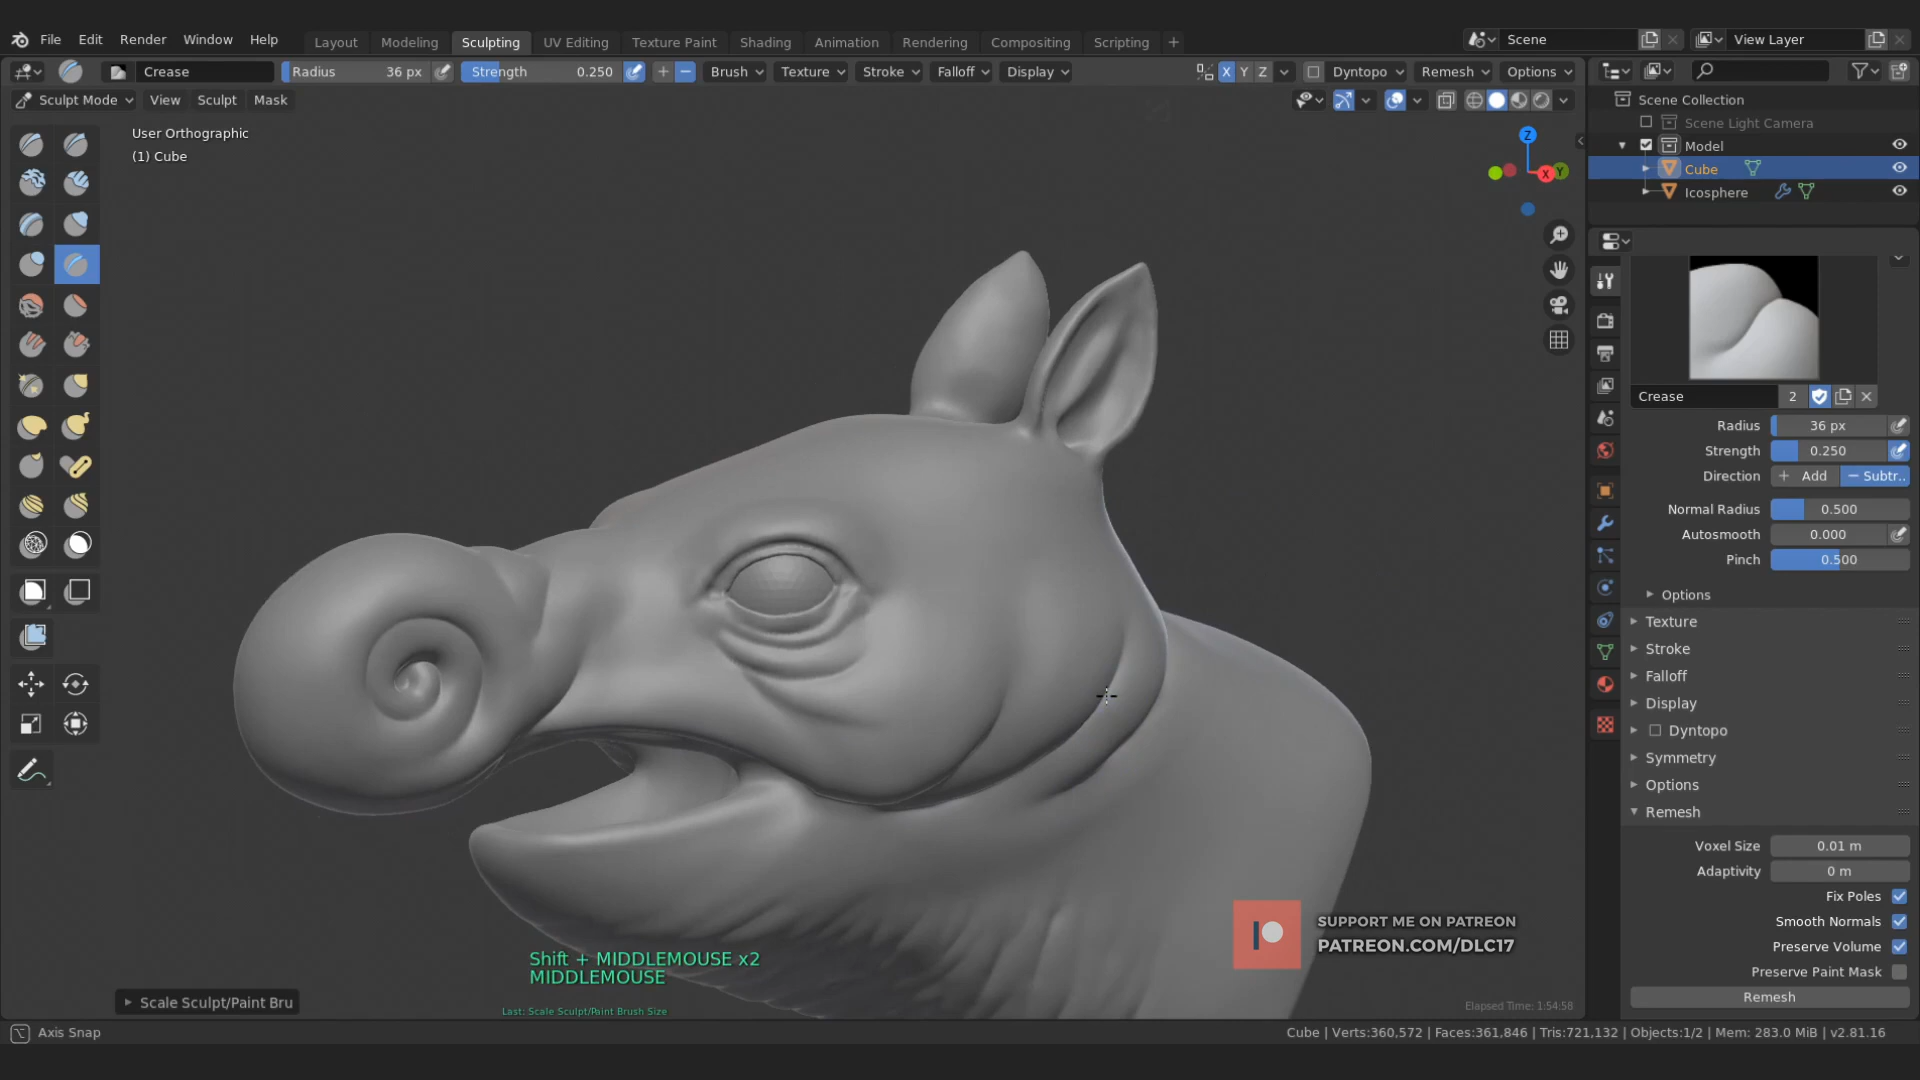 File Edit Render Window Help Layout Modeling Sculpting UV Editing Texture Paint Shading Animation Rendering Compositing Scripting + Scene View Layer
Crease Radius 36 px Strength 0.250 Brush Texture Stroke Falloff Display X Y Z Dyntopo Remesh Options
Sculpt Mode View Sculpt Mask
User Orthographic
(1) Cube
Z
X
Y
Scene Collection
Scene Light Camera
Model
Cube
Icosphere
Crease 2
Radius 36 px
Strength 0.250
Direction + Add − Subtr..
Normal Radius 0.500
Autosmooth 0.000
Pinch 0.500
Options
Texture
Stroke
Falloff
Display
Dyntopo
Symmetry
Options
Remesh
Voxel Size 0.01 m
Adaptivity 0 m
Fix Poles
Smooth Normals
Preserve Volume
Preserve Paint Mask
Remesh
SUPPORT ME ON PATREON
PATREON.COM/DLC17
Shift + MIDDLEMOUSE x2
MIDDLEMOUSE
Scale Sculpt/Paint Bru
Last: Scale Sculpt/Paint Brush Size
Elapsed Time: 1:54:58
Axis Snap
Cube | Verts:360,572 | Faces:361,846 | Tris:721,132 | Objects:1/2 | Mem: 283.0 MiB | v2.81.16